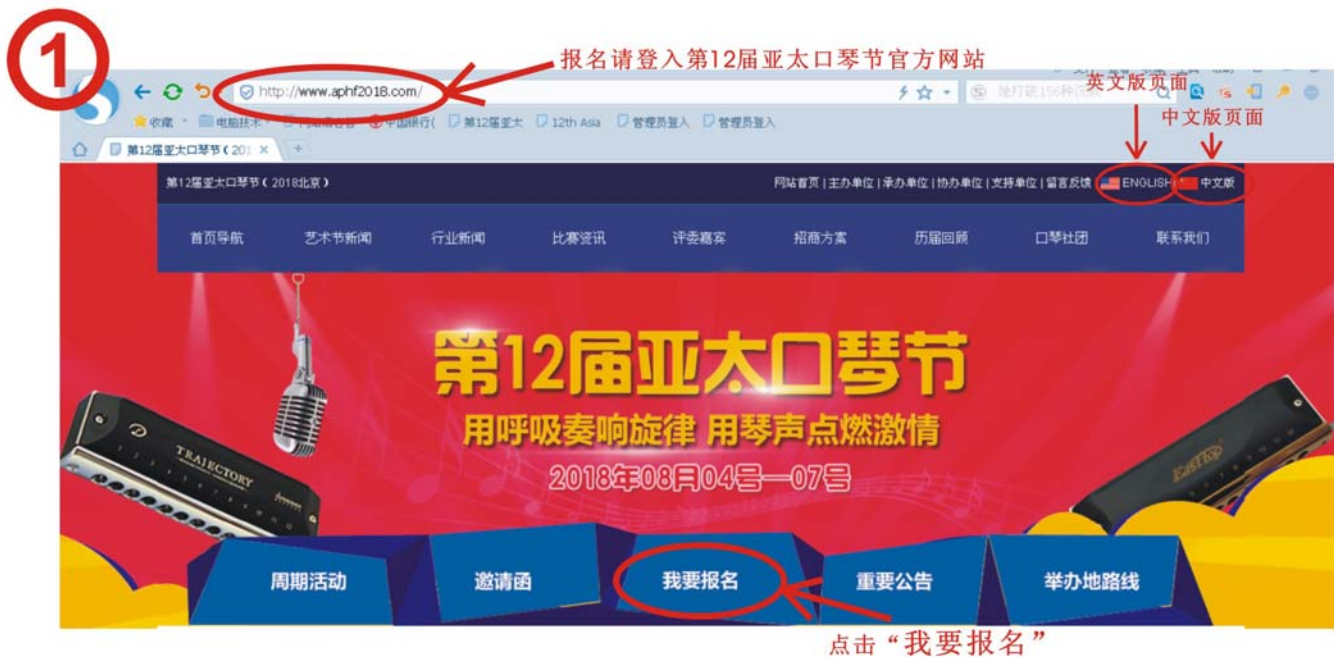 ①
报名请登入第12届亚太口琴节官方网站
http://www.aphf2018.com/
英文版页面
中文版页面
收藏 电脑技术 中国银行( 第12届亚太 12th Asia 管理员登入 管理员登入
第12届亚太口琴节(201
第12届亚太口琴节(2018北京)
网站首页|主办单位|承办单位|协办单位|支持单位|留言反馈 ENGLISH 中文版
首页导航 艺术节新闻 行业新闻 比赛资讯 评委嘉宾 招商方案 历届回顾 口琴社团 联系我们
第12届亚太口琴节
用呼吸奏响旋律 用琴声点燃激情
2018年08月04号—07号
TRAJECTORY
EastTop
周期活动 邀请函 我要报名 重要公告 举办地路线
点击“我要报名”